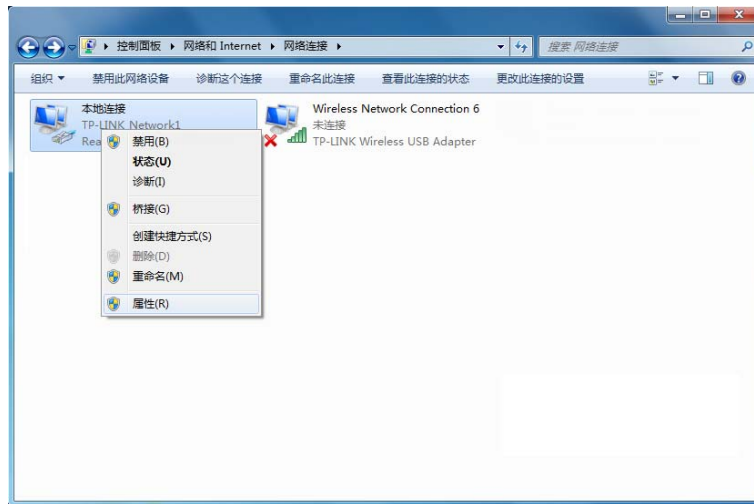 控制面板 ▸ 网络和 Internet ▸ 网络连接 ▸
搜索 网络连接
组织 ▾ 禁用此网络设备 诊断这个连接 重命名此连接 查看此连接的状态 更改此连接的设置
本地连接
TP-LINK_Network1
Rea
禁用(B)
状态(U)
诊断(I)
桥接(G)
创建快捷方式(S)
删除(D)
重命名(M)
属性(R)
Wireless Network Connection 6
未连接
TP-LINK Wireless USB Adapter